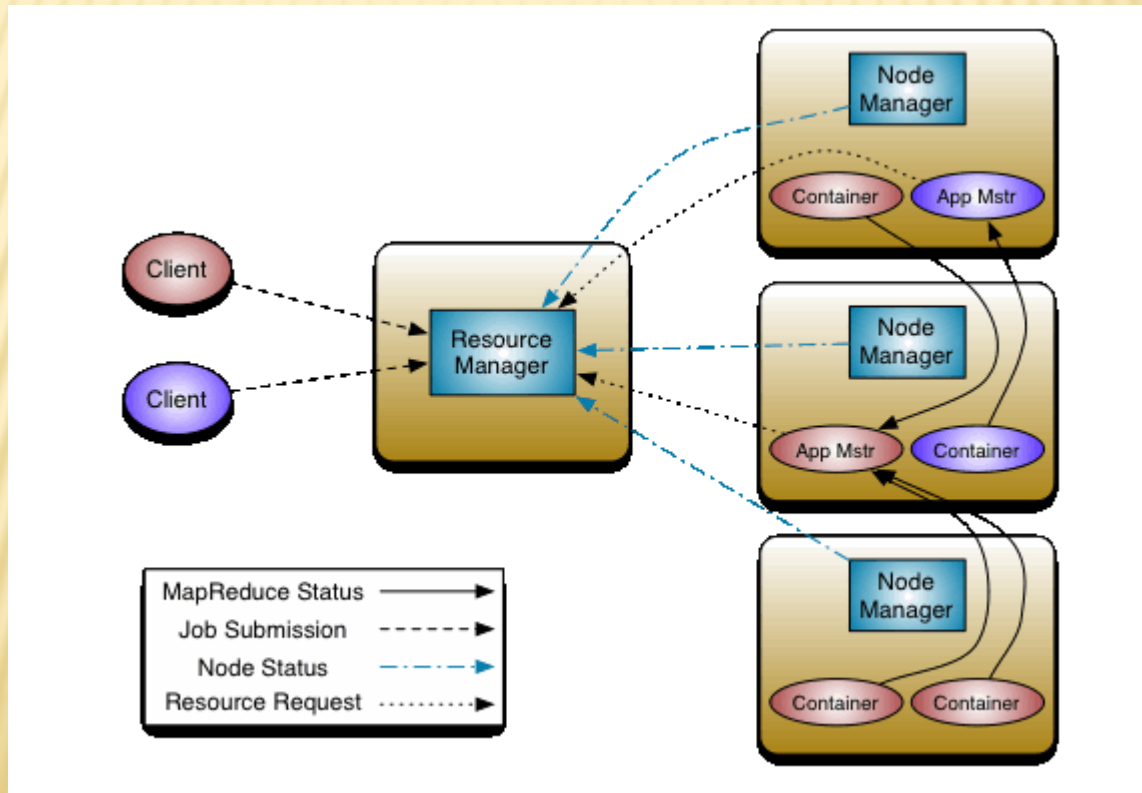 Node
Manager
Container
App Mstr
Client
Resource
Manager
Node
Manager
Client
App Mstr
Container
Node
Manager
MapReduce Status
Job Submission
Node Status
Resource Request
Container
Container